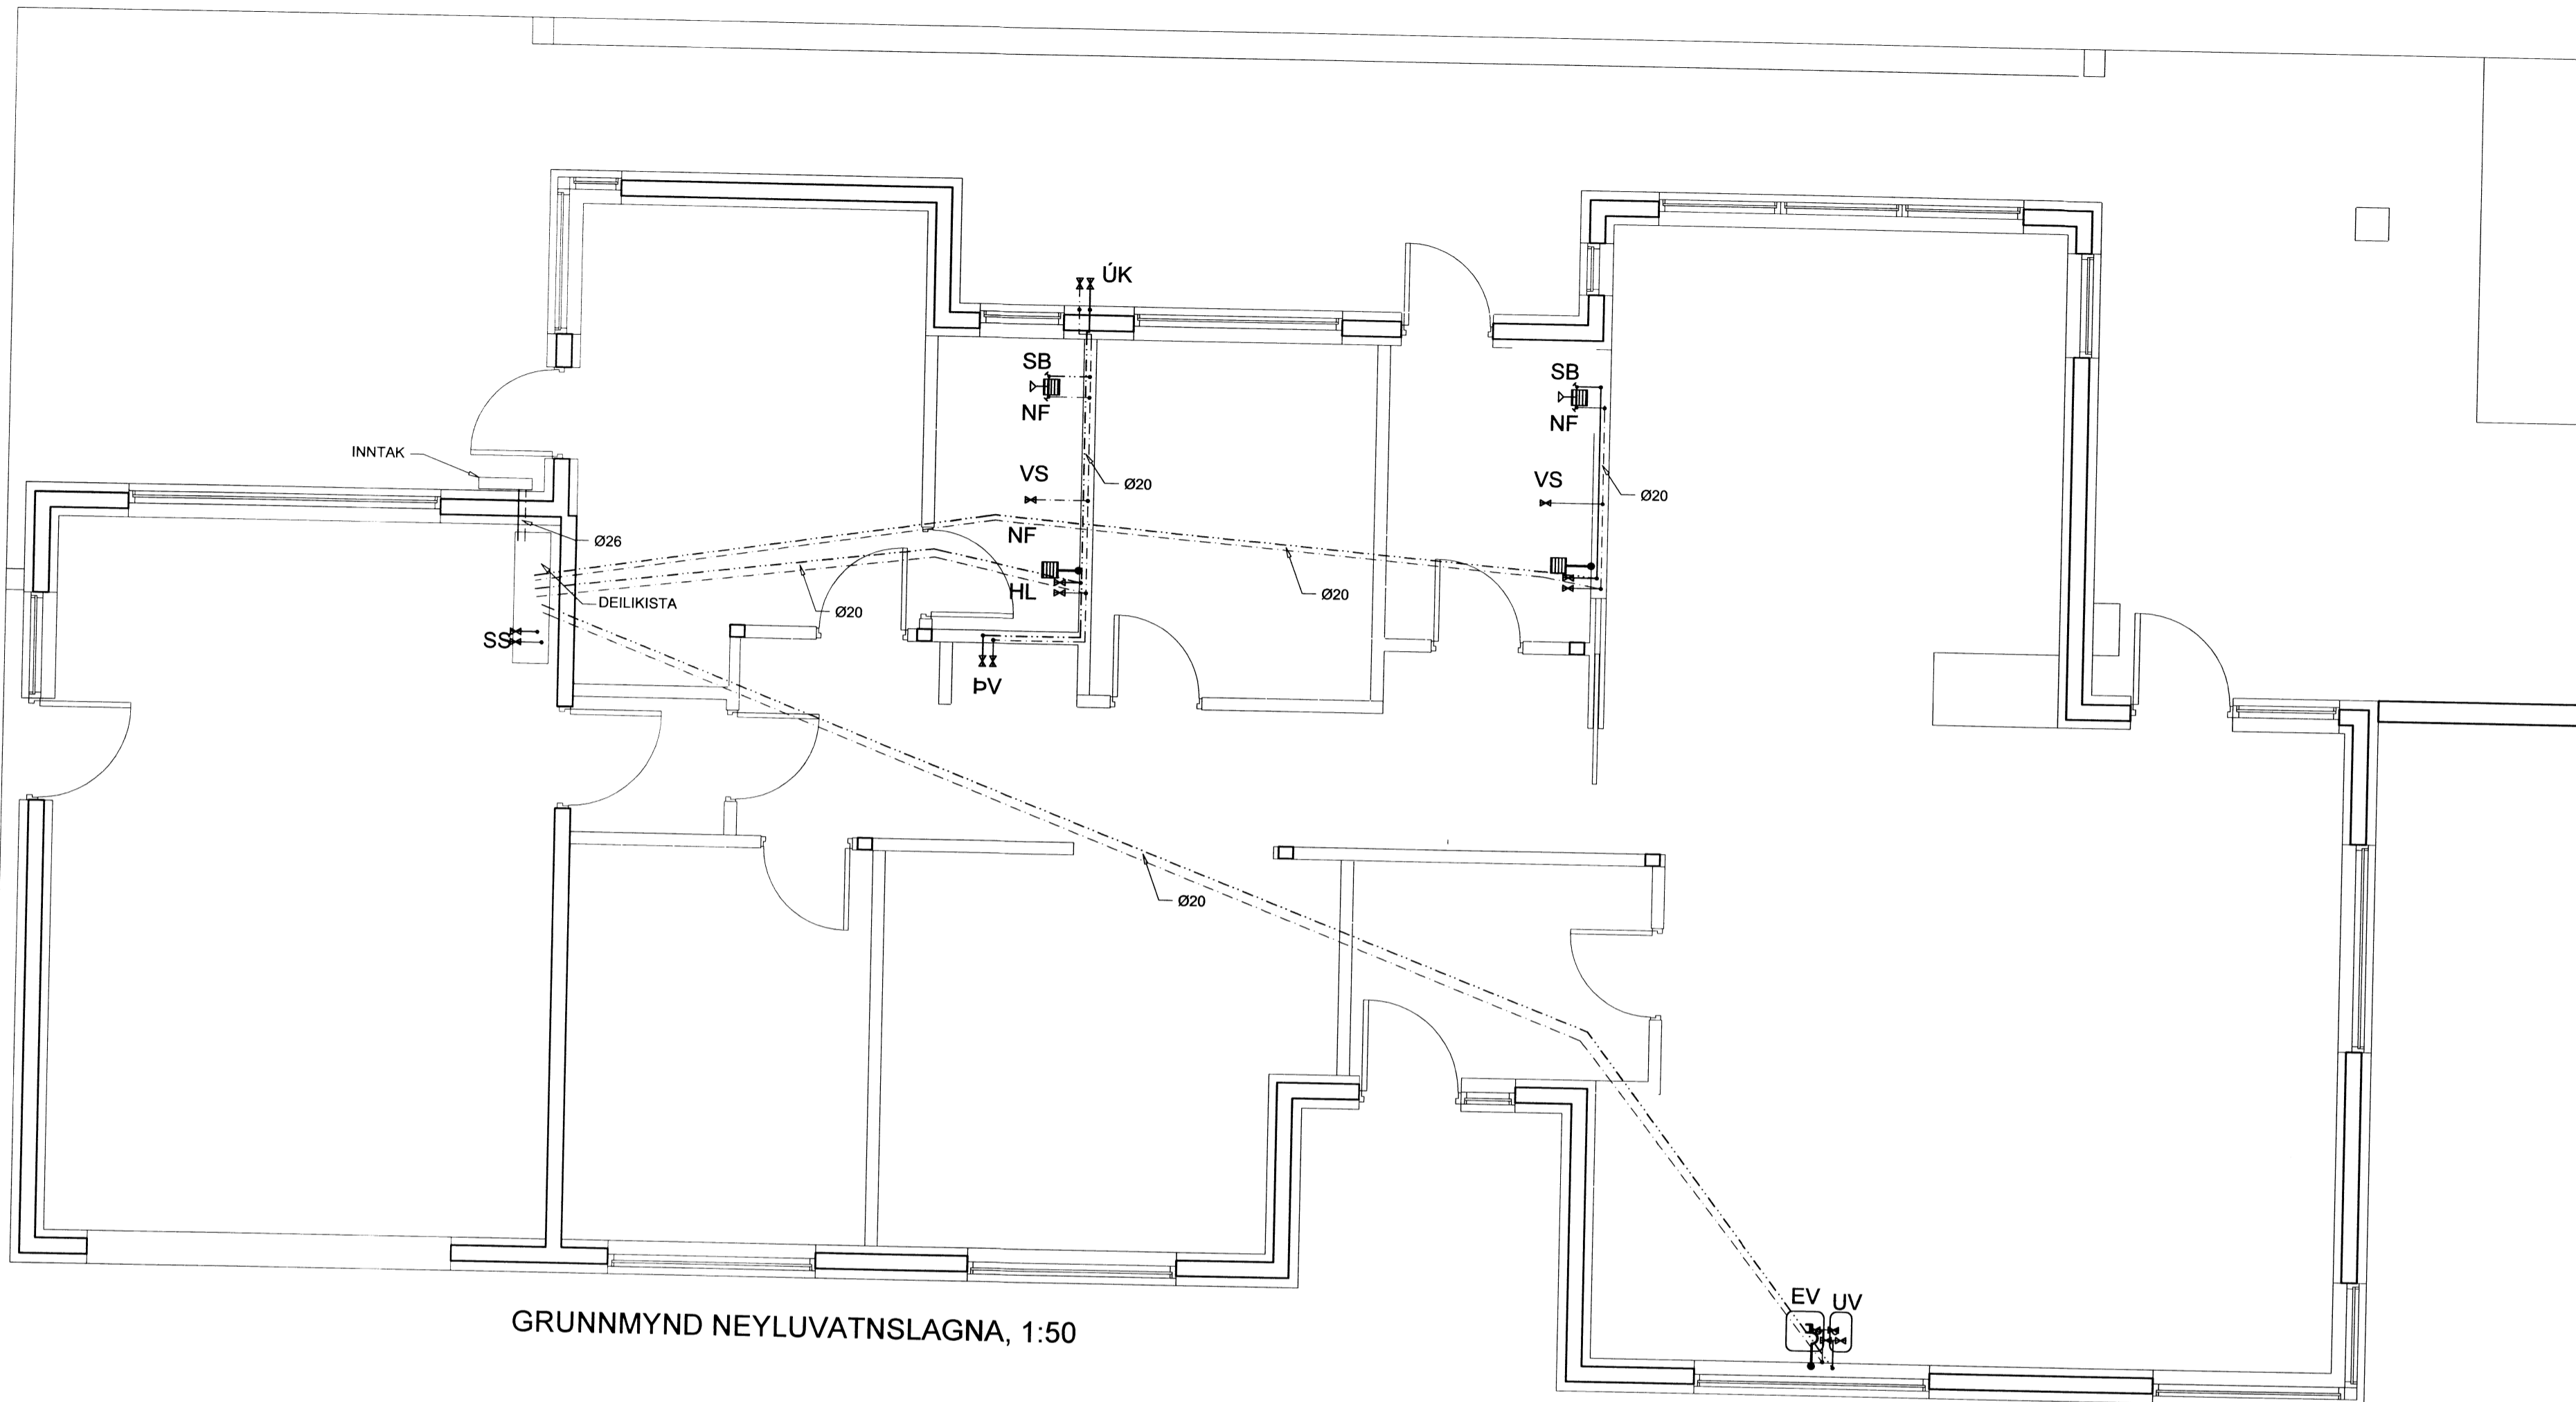 ÚK
SB
SB
NF
NF
INNTAK
VS
VS
Ø20
Ø20
NF
Ø26
HL
Ø20
DEILIKISTA
Ø20
SS
ÞV
Ø20
EV UV
GRUNNMYND NEYLUVATNSLAGNA, 1:50